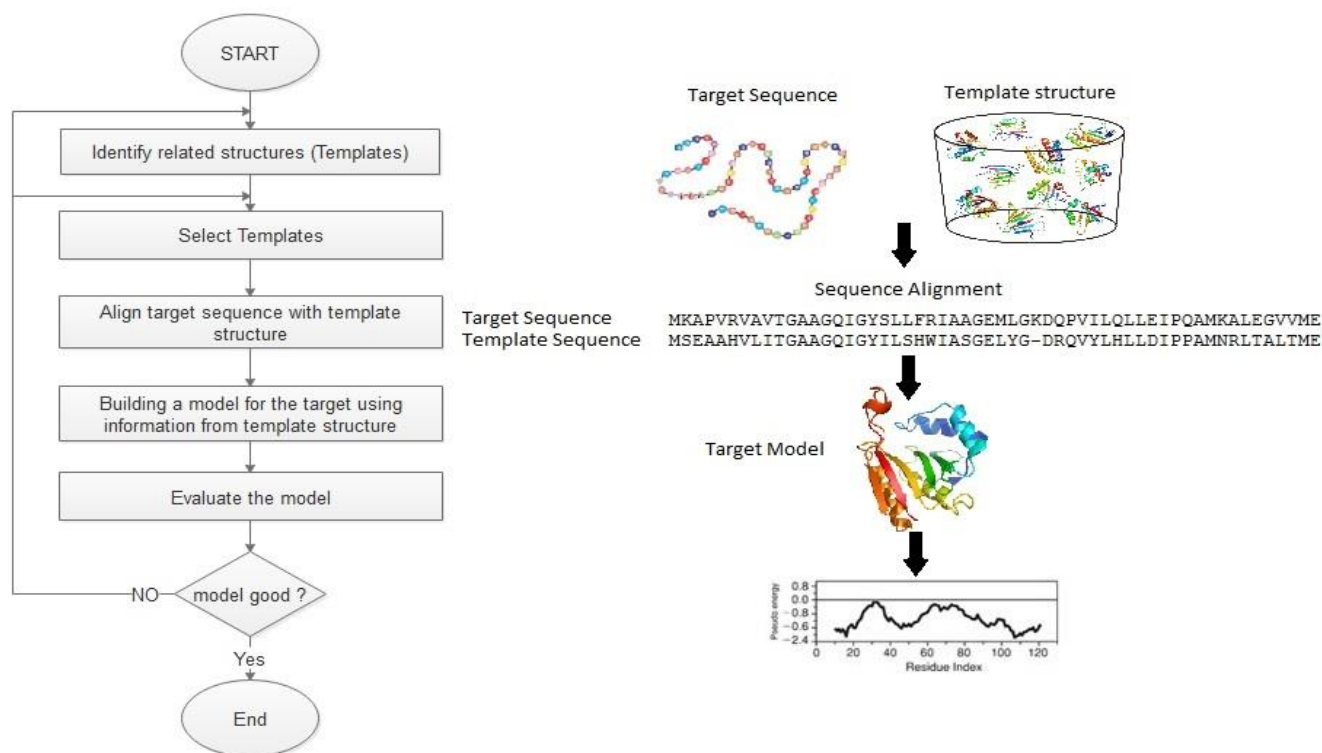 START
Identify related structures (Templates)
Select Templates
Align target sequence with template
structure
Building a model for the target using
information from template structure
Evaluate the model
model good ?
NO
Yes
End
Target Sequence
Template structure
Sequence Alignment
Target Sequence MKAPVRVAVTGAAGQIGYSLLFRIAAGEMLGKDQPVILQLLEIPQAMKALEGVVME
Template Sequence MSEAAHVLITGAAGQIGYILSHWIASGELYG-DRQVYLHLLDIPPAMNRLTALTME
Target Model
Pseudo energy
0.8
0.0
-0.8
-0.6
-2.4
0 20 40 60 80 100 120
Residue Index